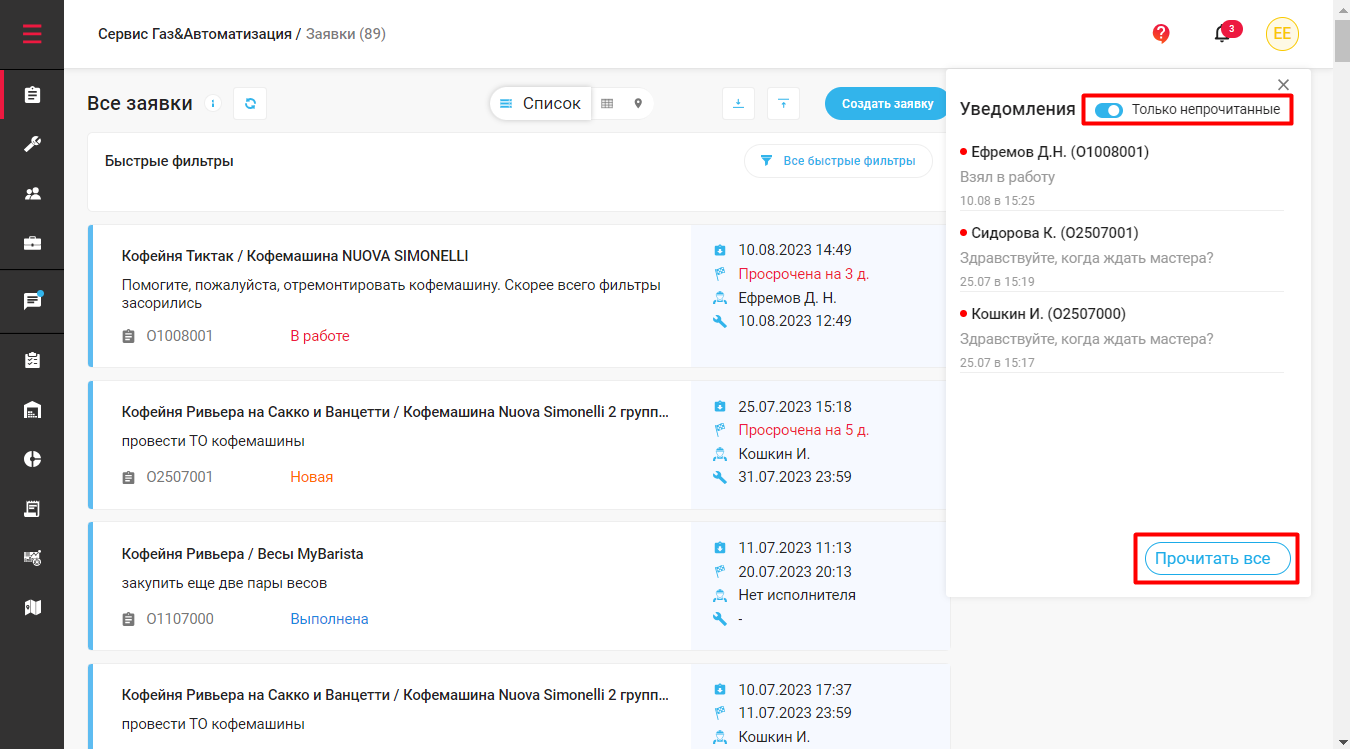 Сервис Газ&Автоматизация / Заявки (89)
3
EE
Все заявки
Список
Создать заявку
Быстрые фильтры
Все быстрые фильтры
Кофейня Тиктак / Кофемашина NUOVA SIMONELLI
Помогите, пожалуйста, отремонтировать кофемашину. Скорее всего фильтры
засорились
O1008001
В работе
10.08.2023 14:49
Просрочена на 3 д.
Ефремов Д. Н.
10.08.2023 12:49
Кофейня Ривьера на Сакко и Ванцетти / Кофемашина Nuova Simonelli 2 групп...
провести ТО кофемашины
O2507001
Новая
25.07.2023 15:18
Просрочена на 5 д.
Кошкин И.
31.07.2023 23:59
Кофейня Ривьера / Весы MyBarista
закупить еще две пары весов
O1107000
Выполнена
11.07.2023 11:13
20.07.2023 20:13
Нет исполнителя
-
Кофейня Ривьера на Сакко и Ванцетти / Кофемашина Nuova Simonelli 2 групп...
провести ТО кофемашины
10.07.2023 17:37
11.07.2023 23:59
Кошкин И.
Уведомления
Только непрочитанные
Ефремов Д.Н. (O1008001)
Взял в работу
10.08 в 15:25
Сидорова К. (O2507001)
Здравствуйте, когда ждать мастера?
25.07 в 15:19
Кошкин И. (O2507000)
Здравствуйте, когда ждать мастера?
25.07 в 15:17
Прочитать все